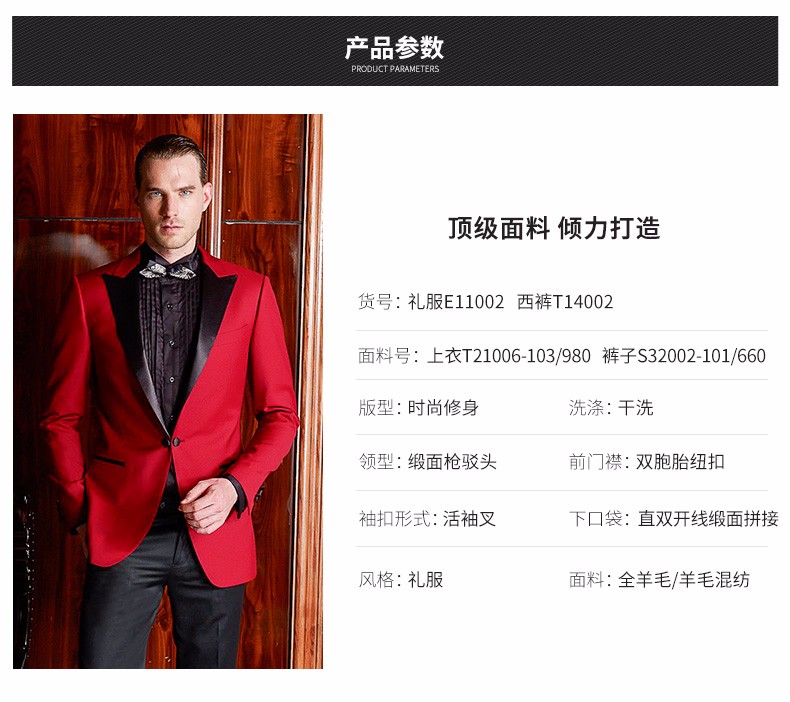 产品参数
PRODUCT PARAMETERS
顶级面料 倾力打造
货号：礼服E11002 西裤T14002
面料号：上衣T21006-103/980 裤子S32002-101/660
版型：时尚修身 洗涤：干洗
领型：缎面枪驳头 前门襟：双胞胎纽扣
袖扣形式：活袖叉 下口袋：直双开线缎面拼接
风格：礼服 面料：全羊毛/羊毛混纺